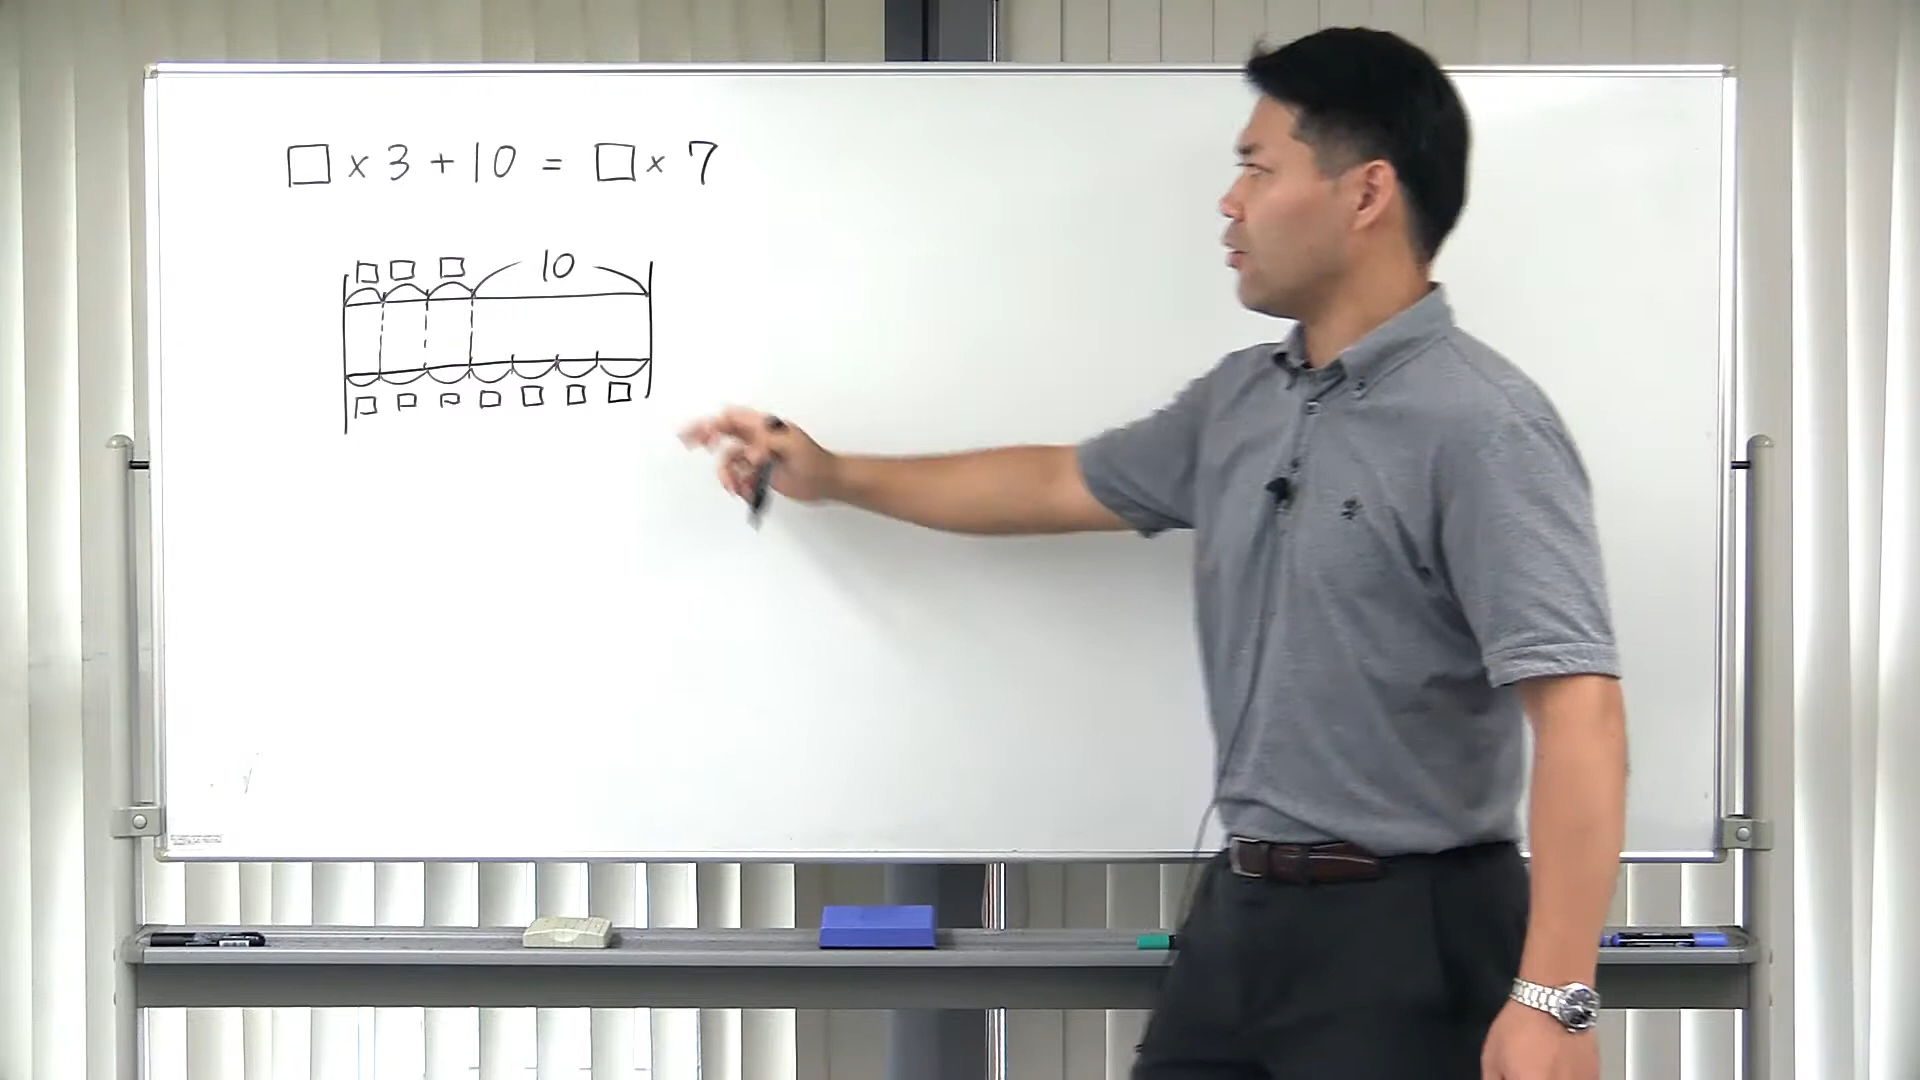 □ × 3 + 10 = □ × 7
□ □ □ 10
□ □ □ □ □ □ □